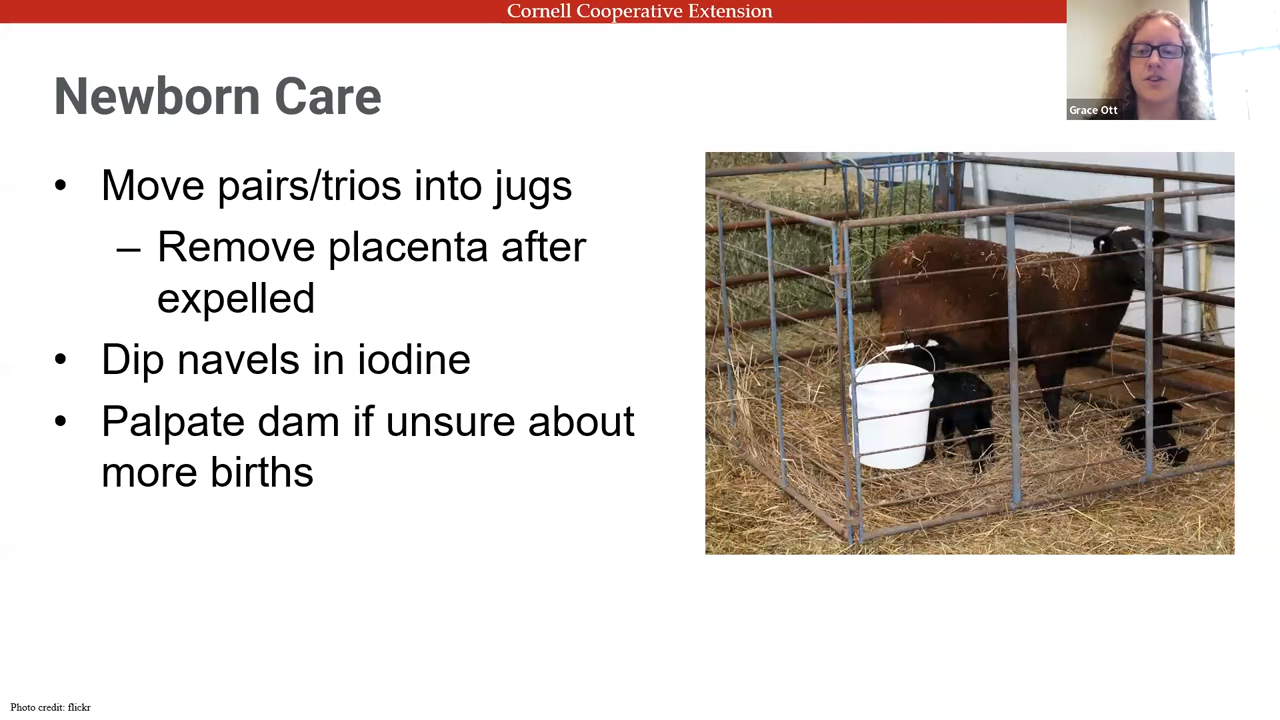 Cornell Cooperative Extension
Grace Ott
Newborn Care
• Move pairs/trios into jugs
– Remove placenta after
expelled
• Dip navels in iodine
• Palpate dam if unsure about
more births
Photo credit: flickr